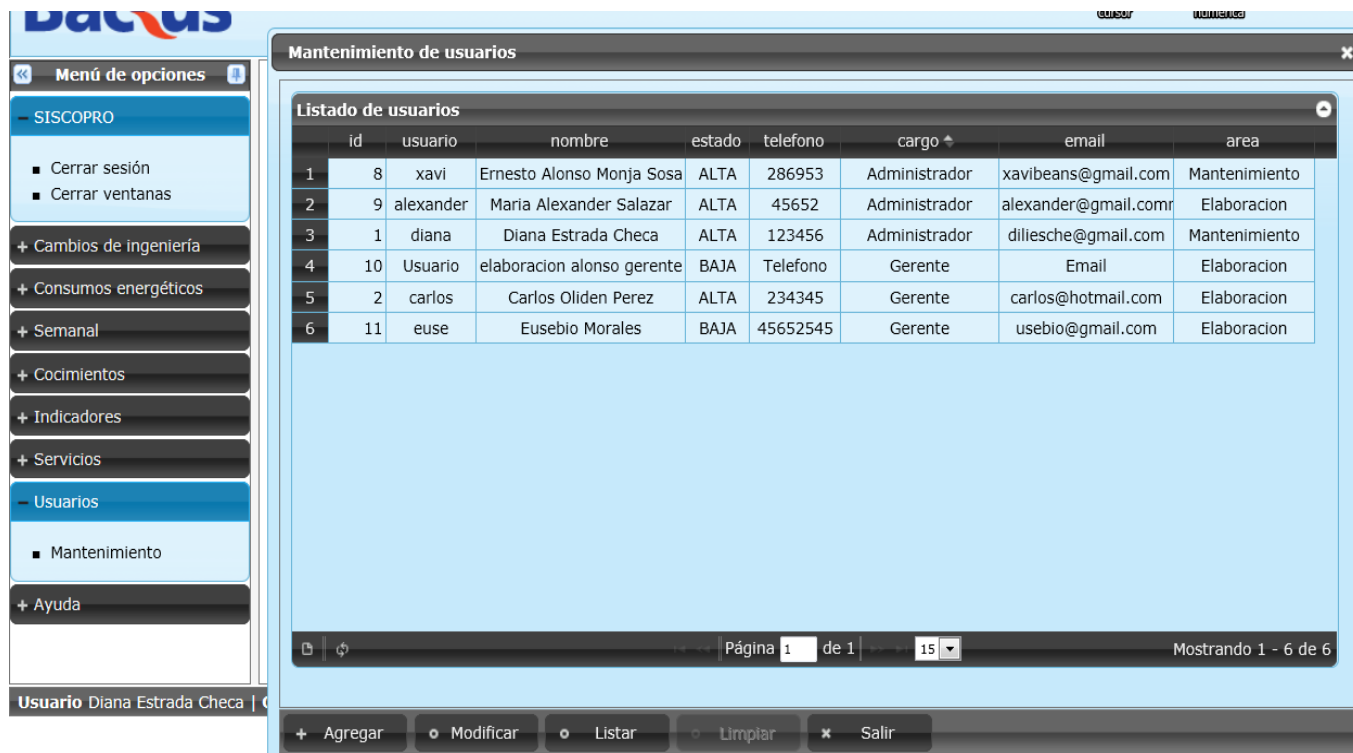 Backus
cursor numérica
Mantenimiento de usuarios
Menú de opciones
SISCOPRO
Cerrar sesión
Cerrar ventanas
+ Cambios de ingeniería
+ Consumos energéticos
+ Semanal
+ Cocimientos
+ Indicadores
+ Servicios
Usuarios
Mantenimiento
+ Ayuda
Usuario Diana Estrada Checa |
Listado de usuarios
id usuario nombre estado telefono cargo email area
1 8 xavi Ernesto Alonso Monja Sosa ALTA 286953 Administrador xavibeans@gmail.com Mantenimiento
2 9 alexander Maria Alexander Salazar ALTA 45652 Administrador alexander@gmail.com Elaboracion
3 1 diana Diana Estrada Checa ALTA 123456 Administrador diliesche@gmail.com Mantenimiento
4 10 Usuario elaboracion alonso gerente BAJA Telefono Gerente Email Elaboracion
5 2 carlos Carlos Oliden Perez ALTA 234345 Gerente carlos@hotmail.com Elaboracion
6 11 euse Eusebio Morales BAJA 45652545 Gerente usebio@gmail.com Elaboracion
Página 1 de 1 15 Mostrando 1 - 6 de 6
+ Agregar Modificar Listar Limpiar Salir